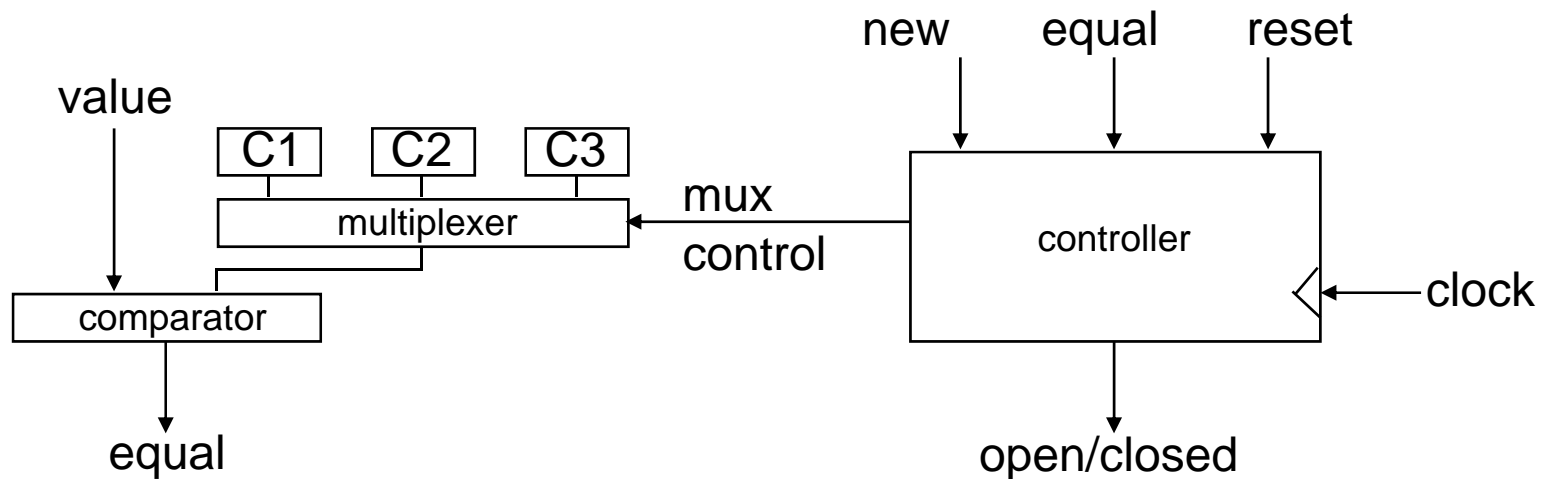 new equal reset
value
C1 C2 C3
mux
multiplexer
control
controller
clock
comparator
equal
open/closed